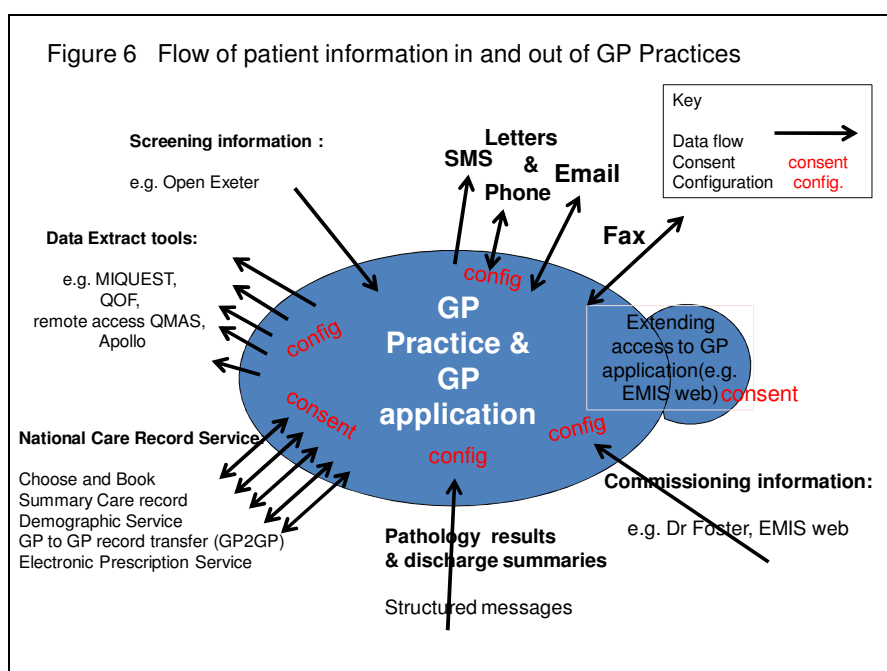 Figure 6 Flow of patient information in and out of GP Practices
Key
Data flow
Consent consent
Configuration config.
Screening information :
e.g. Open Exeter
SMS
Letters
&
Phone
Email
Fax
Data Extract tools:
e.g. MIQUEST,
QOF,
remote access QMAS,
Apollo
config
config
GP
Practice &
GP
application
Extending
access to GP
application(e.g.
EMIS web)
consent
consent
config
config
National Care Record Service:
Choose and Book
Summary Care record
Demographic Service
GP to GP record transfer (GP2GP)
Electronic Prescription Service
Pathology results
& discharge summaries
Structured messages
Commissioning information:
e.g. Dr Foster, EMIS web